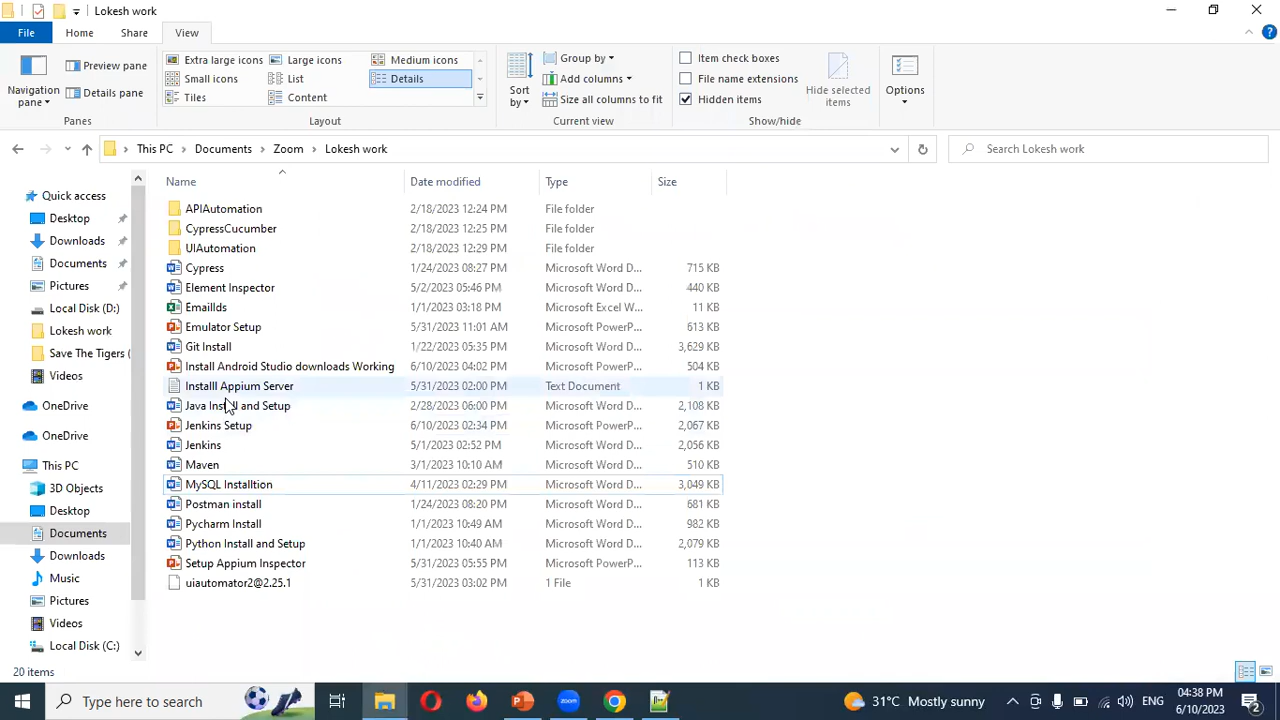 Lokesh work
File Home Share View
Navigation pane
Preview pane
Details pane
Panes
Extra large icons Large icons Medium icons
Small icons List Details
Tiles Content
Layout
Sort by
Group by
Add columns
Size all columns to fit
Current view
Item check boxes
File name extensions
Hidden items
Hide selected items
Show/hide
Options
This PC Documents Zoom Lokesh work
Search Lokesh work
Quick access
Desktop
Downloads
Documents
Pictures
Local Disk (D:)
Lokesh work
Save The Tigers (
Videos
OneDrive
OneDrive
This PC
3D Objects
Desktop
Documents
Downloads
Music
Pictures
Videos
Local Disk (C:)
Name Date modified Type Size
APIAutomation 2/18/2023 12:24 PM File folder
CypressCucumber 2/18/2023 12:25 PM File folder
UIAutomation 2/18/2023 12:29 PM File folder
Cypress 1/24/2023 08:27 PM Microsoft Word D... 715 KB
Element Inspector 5/2/2023 05:46 PM Microsoft Word D... 440 KB
EmailIds 1/1/2023 03:18 PM Microsoft Excel W... 11 KB
Emulator Setup 5/31/2023 11:01 AM Microsoft PowerP... 613 KB
Git Install 1/22/2023 05:35 PM Microsoft Word D... 3,629 KB
Install Android Studio downloads Working 6/10/2023 04:02 PM Microsoft PowerP... 504 KB
Installl Appium Server 5/31/2023 02:00 PM Text Document 1 KB
Java Install and Setup 2/28/2023 06:00 PM Microsoft Word D... 2,108 KB
Jenkins Setup 6/10/2023 02:34 PM Microsoft PowerP... 2,067 KB
Jenkins 5/1/2023 02:52 PM Microsoft Word D... 2,056 KB
Maven 3/1/2023 10:10 AM Microsoft Word D... 510 KB
MySQL Installtion 4/11/2023 02:29 PM Microsoft Word D... 3,049 KB
Postman install 1/24/2023 08:20 PM Microsoft Word D... 681 KB
Pycharm Install 1/1/2023 10:49 AM Microsoft Word D... 982 KB
Python Install and Setup 1/1/2023 10:40 AM Microsoft Word D... 2,079 KB
Setup Appium Inspector 5/31/2023 05:55 PM Microsoft PowerP... 113 KB
uiautomator2@2.25.1 5/31/2023 03:02 PM 1 File 1 KB
20 items
Type here to search
zoom
31°C Mostly sunny
ENG
04:38 PM
6/10/2023
2